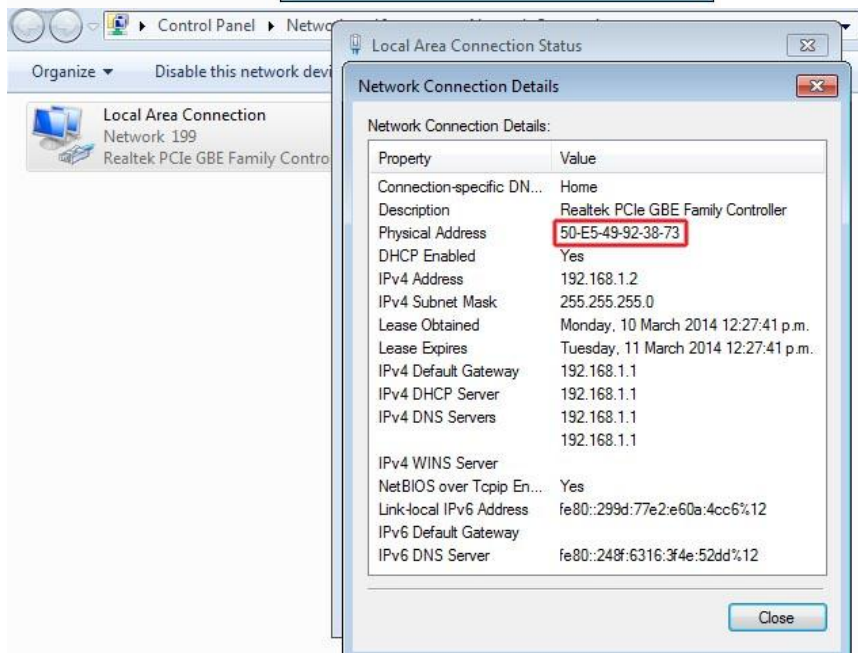 Control Panel ▸ Netwo
Local Area Connection Status
Organize ▾ Disable this network devi
Network Connection Details
Local Area Connection
Network 199
Realtek PCIe GBE Family Contro
Network Connection Details:
Property Value
Connection-specific DN... Home
Description Realtek PCIe GBE Family Controller
Physical Address 50-E5-49-92-38-73
DHCP Enabled Yes
IPv4 Address 192.168.1.2
IPv4 Subnet Mask 255.255.255.0
Lease Obtained Monday, 10 March 2014 12:27:41 p.m.
Lease Expires Tuesday, 11 March 2014 12:27:41 p.m.
IPv4 Default Gateway 192.168.1.1
IPv4 DHCP Server 192.168.1.1
IPv4 DNS Servers 192.168.1.1
192.168.1.1
IPv4 WINS Server
NetBIOS over Tcpip En... Yes
Link-local IPv6 Address fe80::299d:77e2:e60a:4cc6%12
IPv6 Default Gateway
IPv6 DNS Server fe80::248f:6316:3f4e:52dd%12
Close